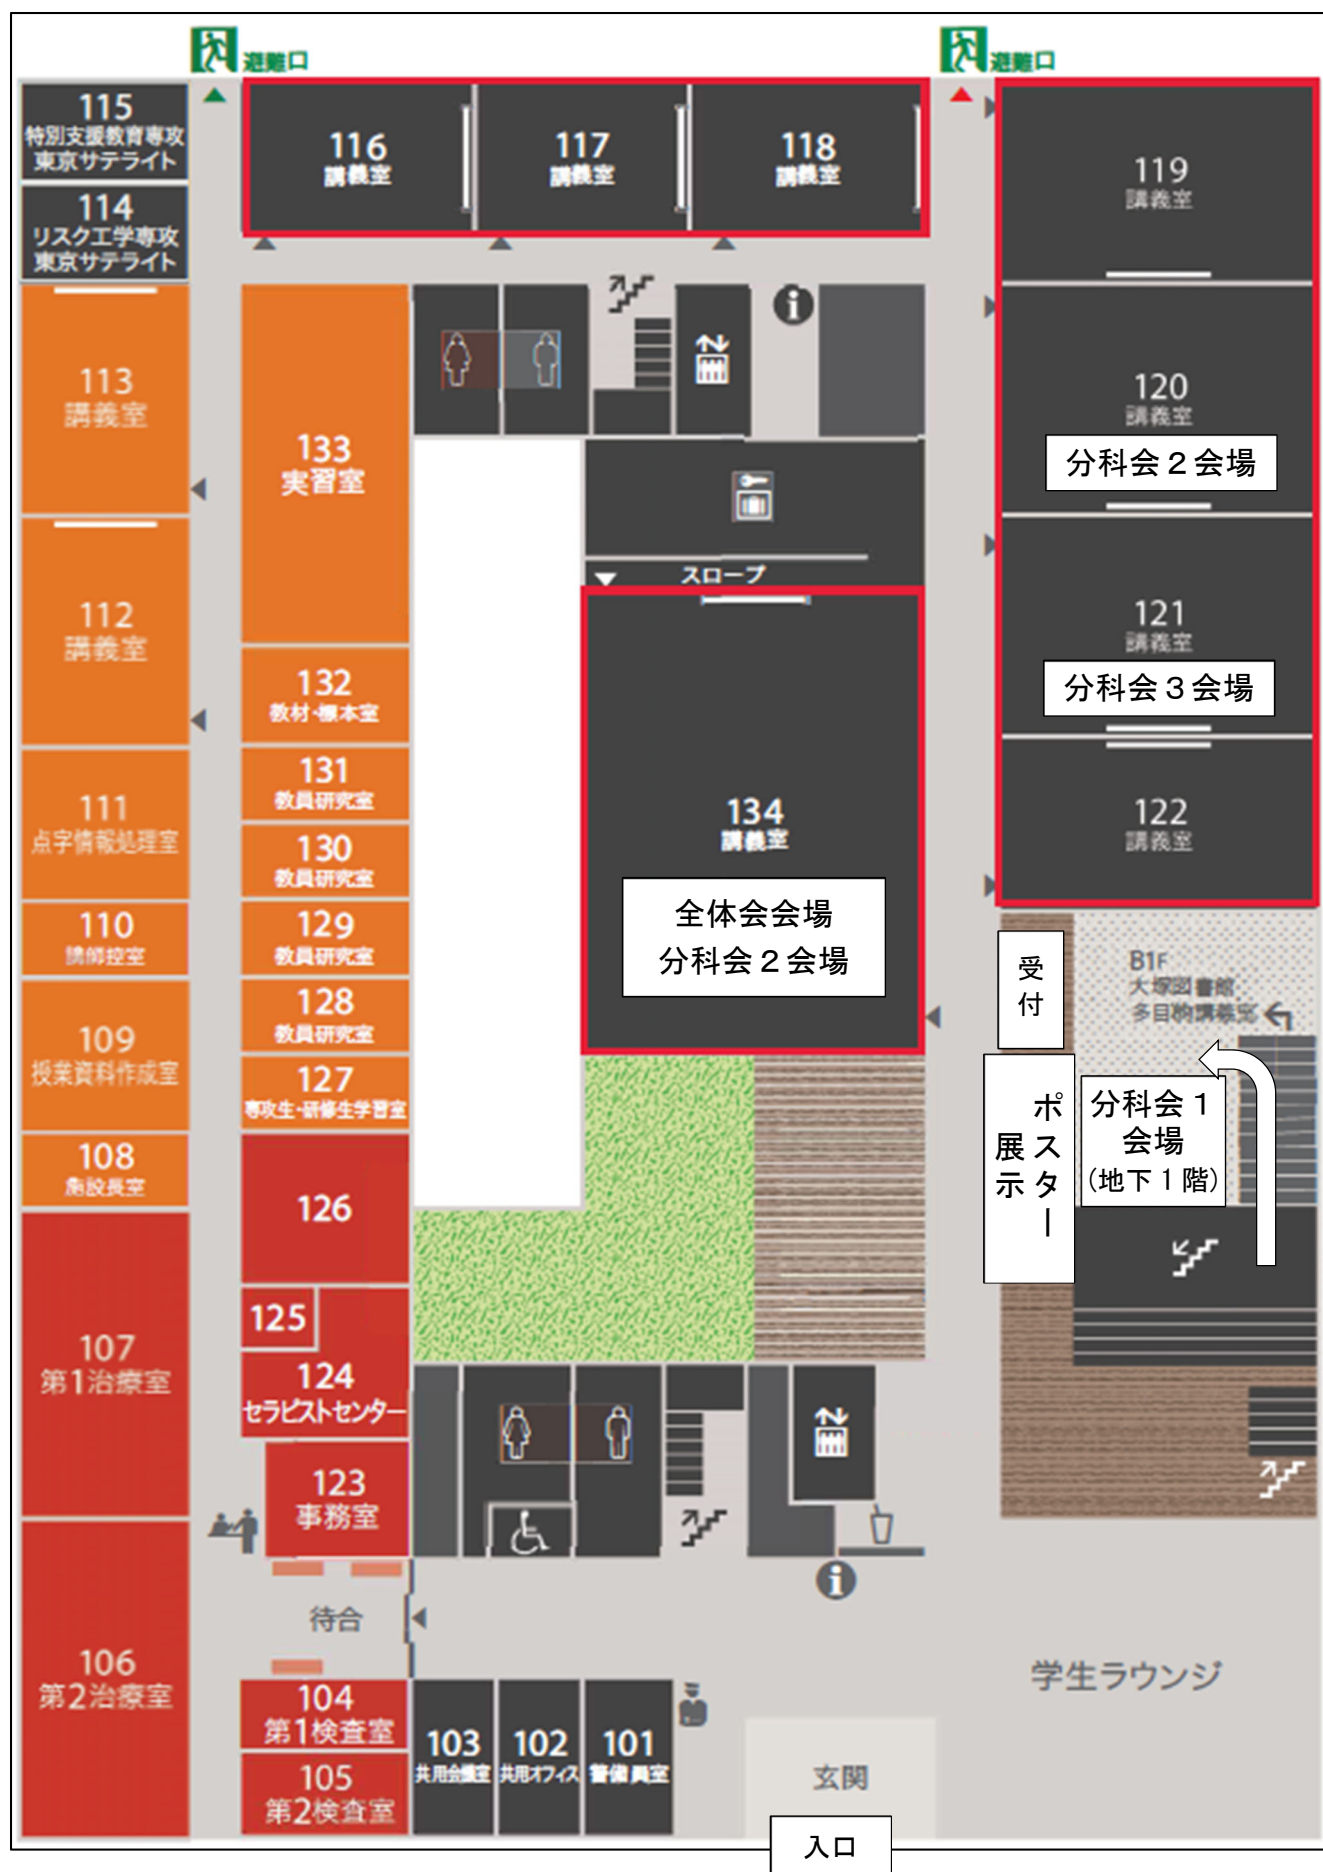 避難口
避難口
115
特別支援教育専攻
東京サテライト
116
講義室
117
講義室
118
講義室
119
講義室
114
リスク工学専攻
東京サテライト
113
講義室
133
実習室
120
講義室
分科会２会場
スロープ
112
講義室
121
講義室
分科会３会場
132
教材・標本室
131
教員研究室
111
点字情報処理室
134
講義室
全体会会場
分科会２会場
122
講義室
130
教員研究室
110
講師控室
129
教員研究室
受付
B1F
大塚図書館
多目的講義室
109
授業資料作成室
128
教員研究室
127
専攻生・研修生学習室
ポスター
展示
分科会１
会場
(地下１階)
108
施設長室
126
125
107
第1治療室
124
セラピストセンター
123
事務室
待合
106
第2治療室
学生ラウンジ
104
第1検査室
103
共用会議室
102
共用オフィス
101
警備員室
105
第2検査室
玄関
入口